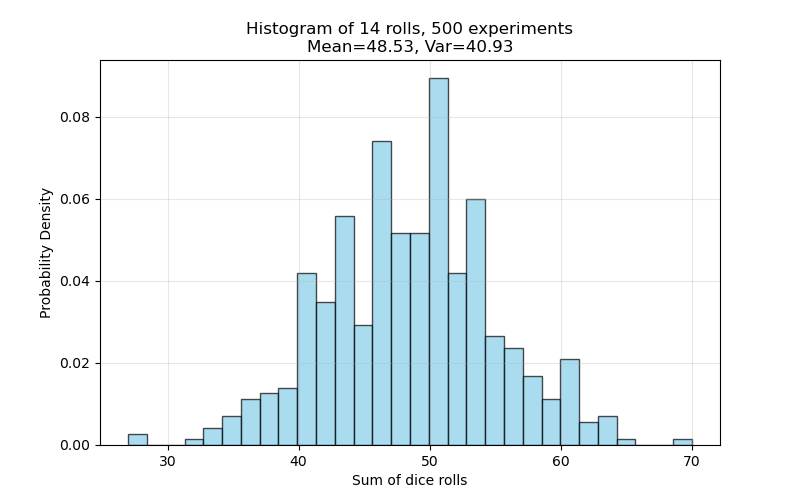 Histogram of 14 rolls, 500 experiments
Mean=48.53, Var=40.93
Probability Density
0.08
0.06
0.04
0.02
0.00
30 40 50 60 70
Sum of dice rolls